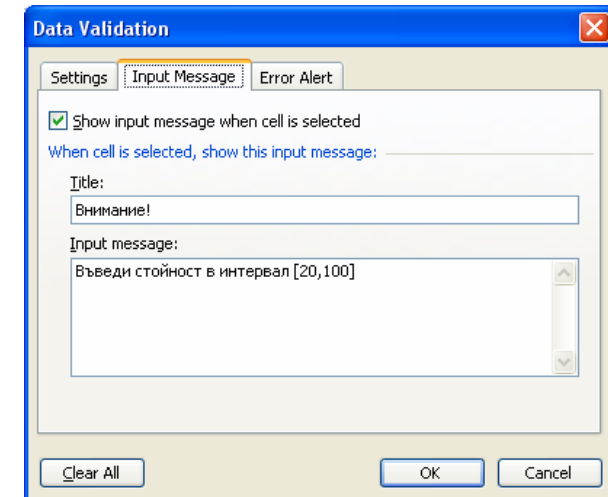 Data Validation
Settings Input Message Error Alert
Show input message when cell is selected
When cell is selected, show this input message:
Title:
Внимание!
Input message:
Въведи стойност в интервал [20,100]
Clear All OK Cancel